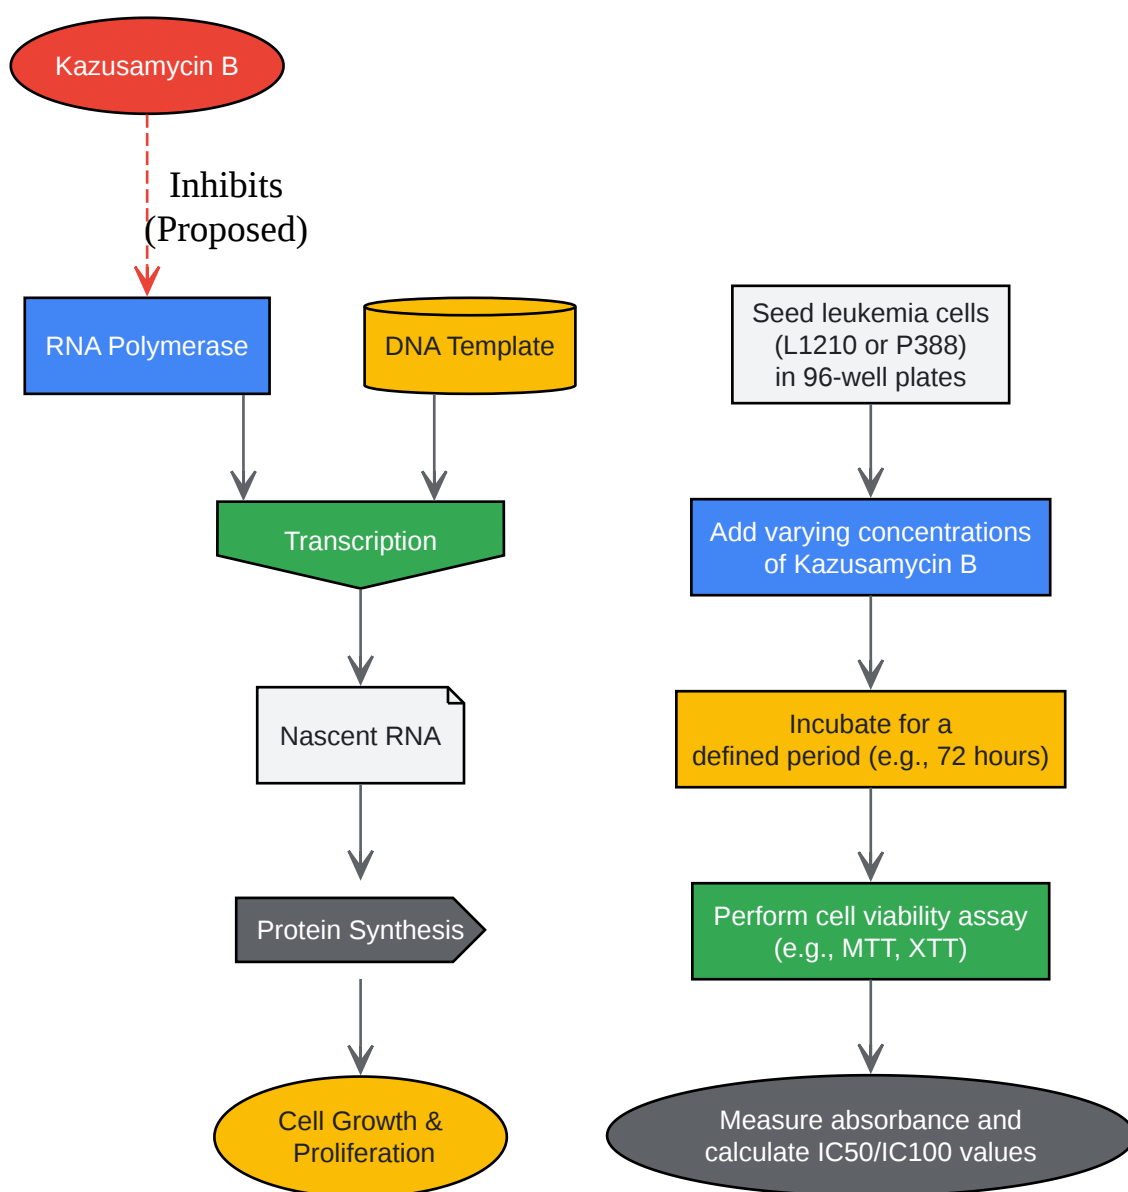 Kazusamycin B
Inhibits
(Proposed)
RNA Polymerase
DNA Template
Transcription
Nascent RNA
Protein Synthesis
Cell Growth &
Proliferation
Seed leukemia cells
(L1210 or P388)
in 96-well plates
Add varying concentrations
of Kazusamycin B
Incubate for a
defined period (e.g., 72 hours)
Perform cell viability assay
(e.g., MTT, XTT)
Measure absorbance and
calculate IC50/IC100 values